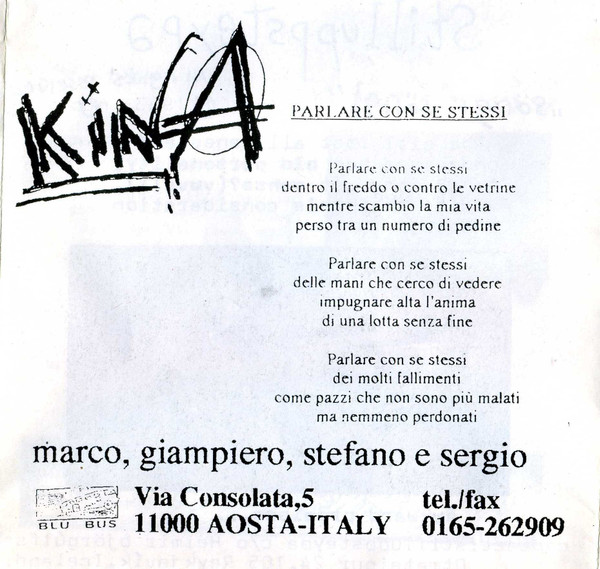 KINA
PARLARE CON SE STESSI
Parlare con se stessi
dentro il freddo o contro le vetrine
mentre scambio la mia vita
perso tra un numero di pedine
Parlare con se stessi
delle mani che cerco di vedere
impugnare alta l'anima
di una lotta senza fine
Parlare con se stessi
dei molti fallimenti
come pazzi che non sono più malati
ma nemmeno perdonati
marco, giampiero, stefano e sergio
BLU BUS
Via Consolata,5
11000 AOSTA-ITALY
tel./fax
0165-262909